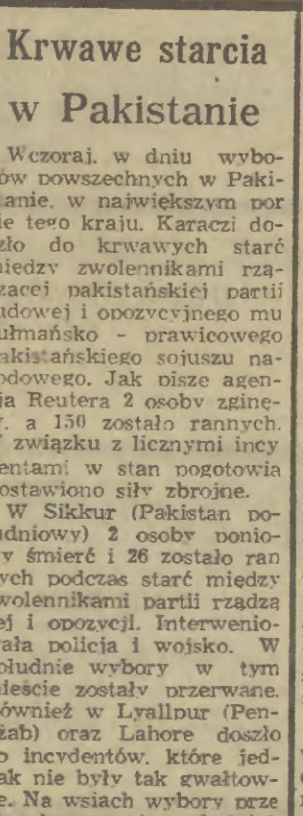 Krwawe starcia
w Pakistanie
Wczoraj, w dniu wybo-
ów powszechnych w Paki-
tanie, w największym por
ie tego kraju. Karaczi do-
zło do krwawych starć
niędzy zwolennikami rzą-
zącej pakistańskiej partii
udowej i opozycyjnego mu
ułmańsko - prawicowego
akistańskiego sojuszu na-
odowego. Jak pisze agen-
ja Reutera 2 osoby zginę-
y, a 150 zostało rannych.
związku z licznymi incy
entami w stan pogotowia
ostawiono siły zbrojne.
W Sikkur (Pakistan po-
udniowy) 2 osoby ponio-
y śmierć i 26 zostało ran
ych podczas starć między
wolennikami partii rządzą
ej i opozycji. Interwenio-
ała policja i wojsko. W
ołudnie wybory w tym
ieście zostały przerwane.
ównież w Lyallpur (Pen-
żab) oraz Lahore doszło
o incydentów, które jed-
ak nie były tak gwałtow-
e. Na wsiach wybory prze